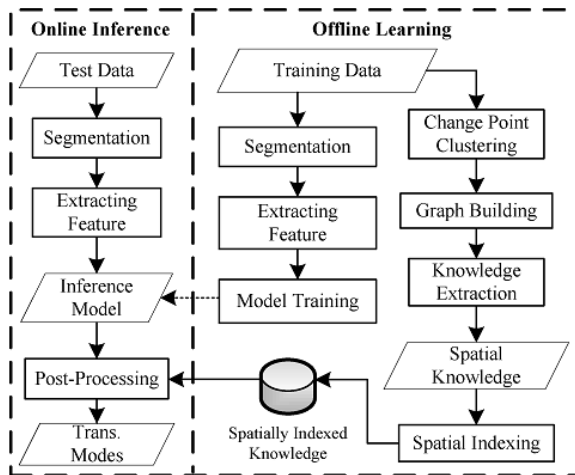 Online Inference
Offline Learning
Test Data
Segmentation
Extracting
Feature
Inference
Model
Post-Processing
Trans.
Modes
Training Data
Segmentation
Extracting
Feature
Model Training
Change Point
Clustering
Graph Building
Knowledge
Extraction
Spatial
Knowledge
Spatial Indexing
Spatially Indexed
Knowledge